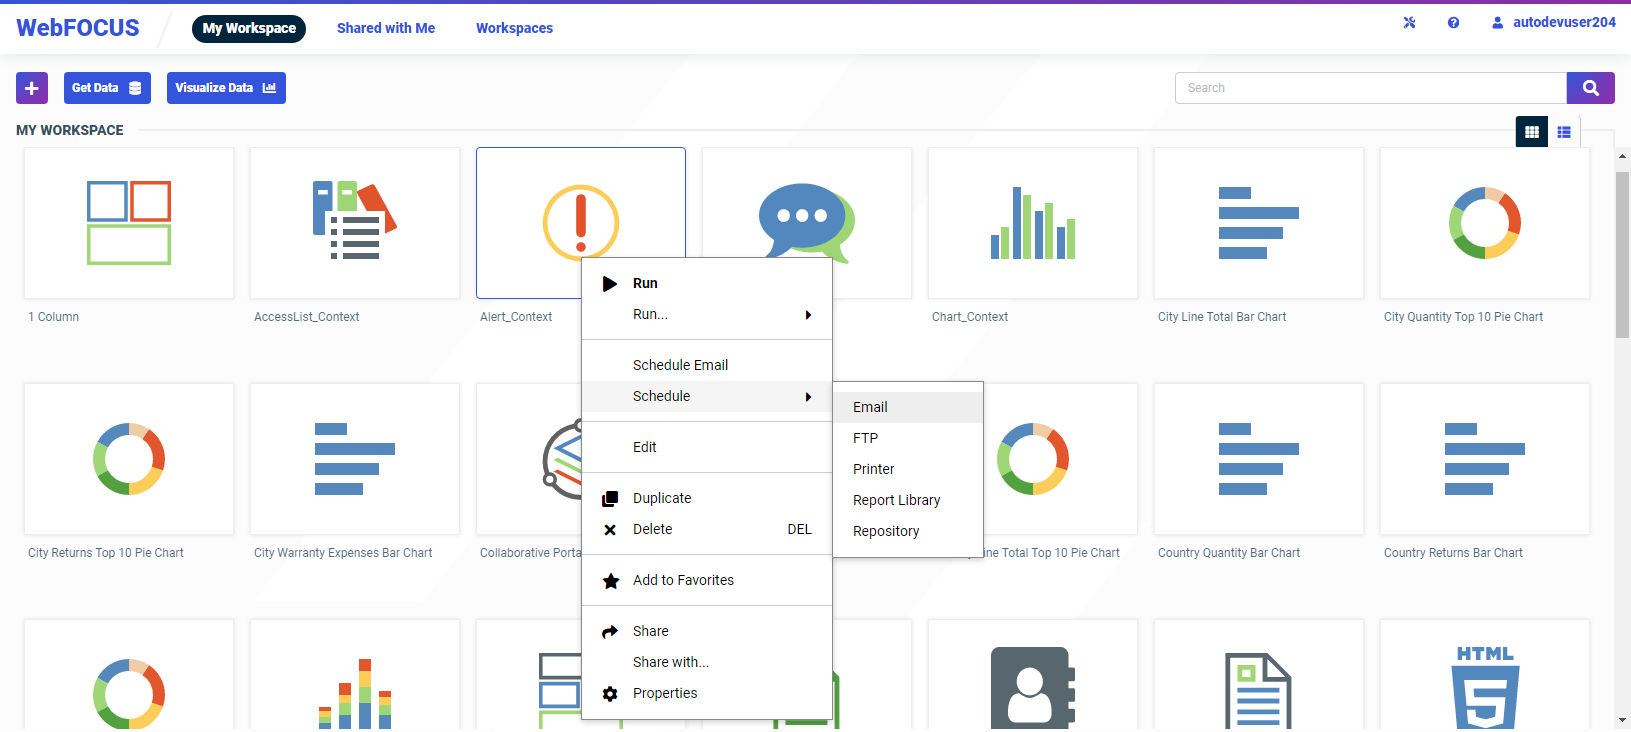 WebFOCUS
My Workspace
Shared with Me
Workspaces
autodevuser204
Get Data
Visualize Data
Search
MY WORKSPACE
1 Column
AccessList_Context
Alert_Context
Chart_Context
City Line Total Bar Chart
City Quantity Top 10 Pie Chart
Run
Run...
Schedule Email
Schedule
Edit
Duplicate
Delete DEL
Add to Favorites
Share
Share with...
Properties
Email
FTP
Printer
Report Library
Repository
City Returns Top 10 Pie Chart
City Warranty Expenses Bar Chart
Collaborative Porta
ine Total Top 10 Pie Chart
Country Quantity Bar Chart
Country Returns Bar Chart
HTML
5